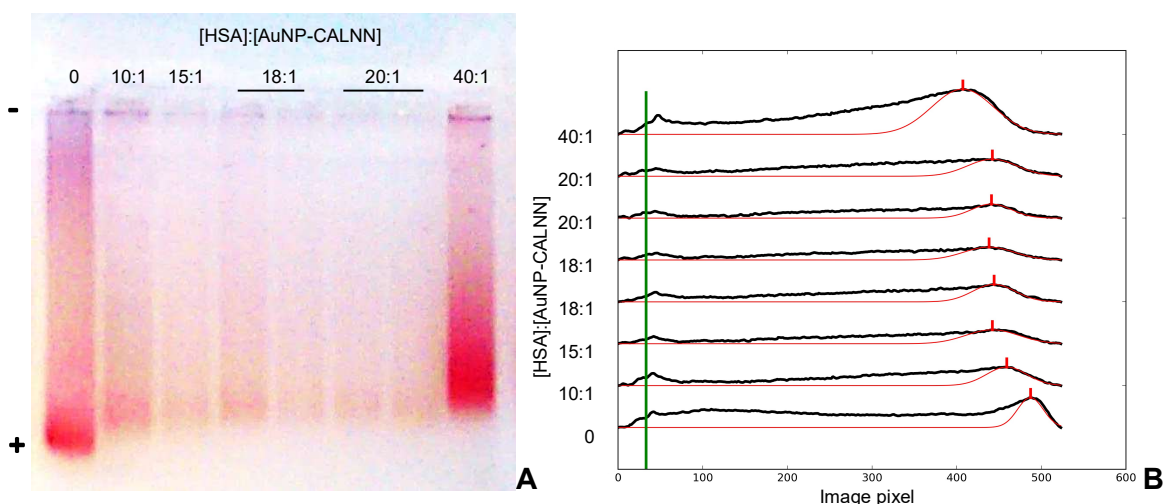 [HSA]:[AuNP-CALNN]
0 10:1 15:1 18:1 20:1 40:1
-
+
A
[HSA]:[AuNP-CALNN]
40:1
20:1
20:1
18:1
18:1
15:1
10:1
0
0 100 200 300 400 500 600
Image pixel
B